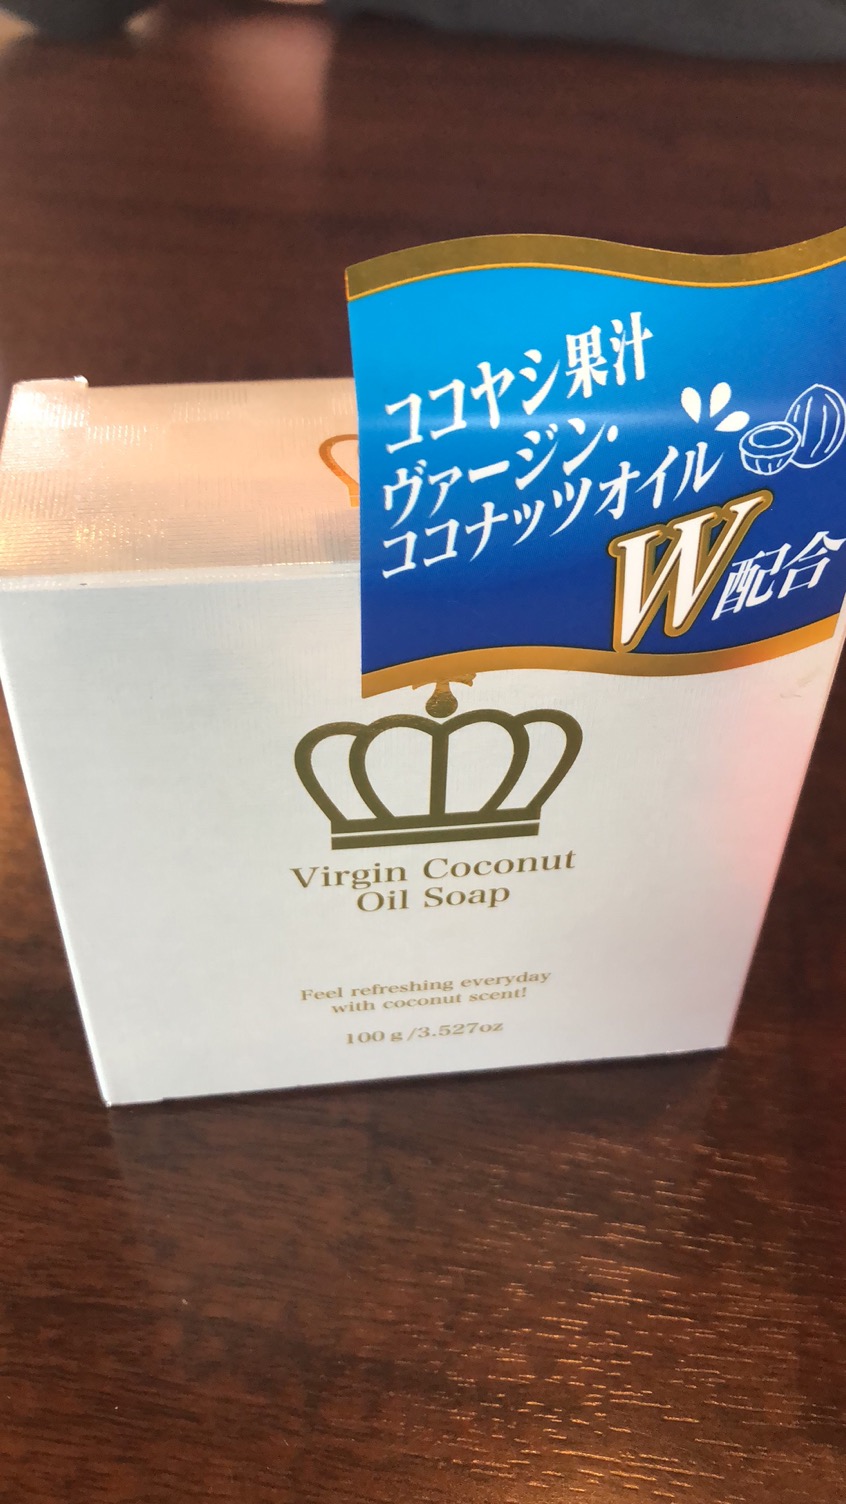 ココヤシ果汁
ヴァージン・
ココナッツオイル
W配合
Virgin Coconut
Oil Soap
Feel refreshing everyday
with coconut scent!
100g/3.527oz